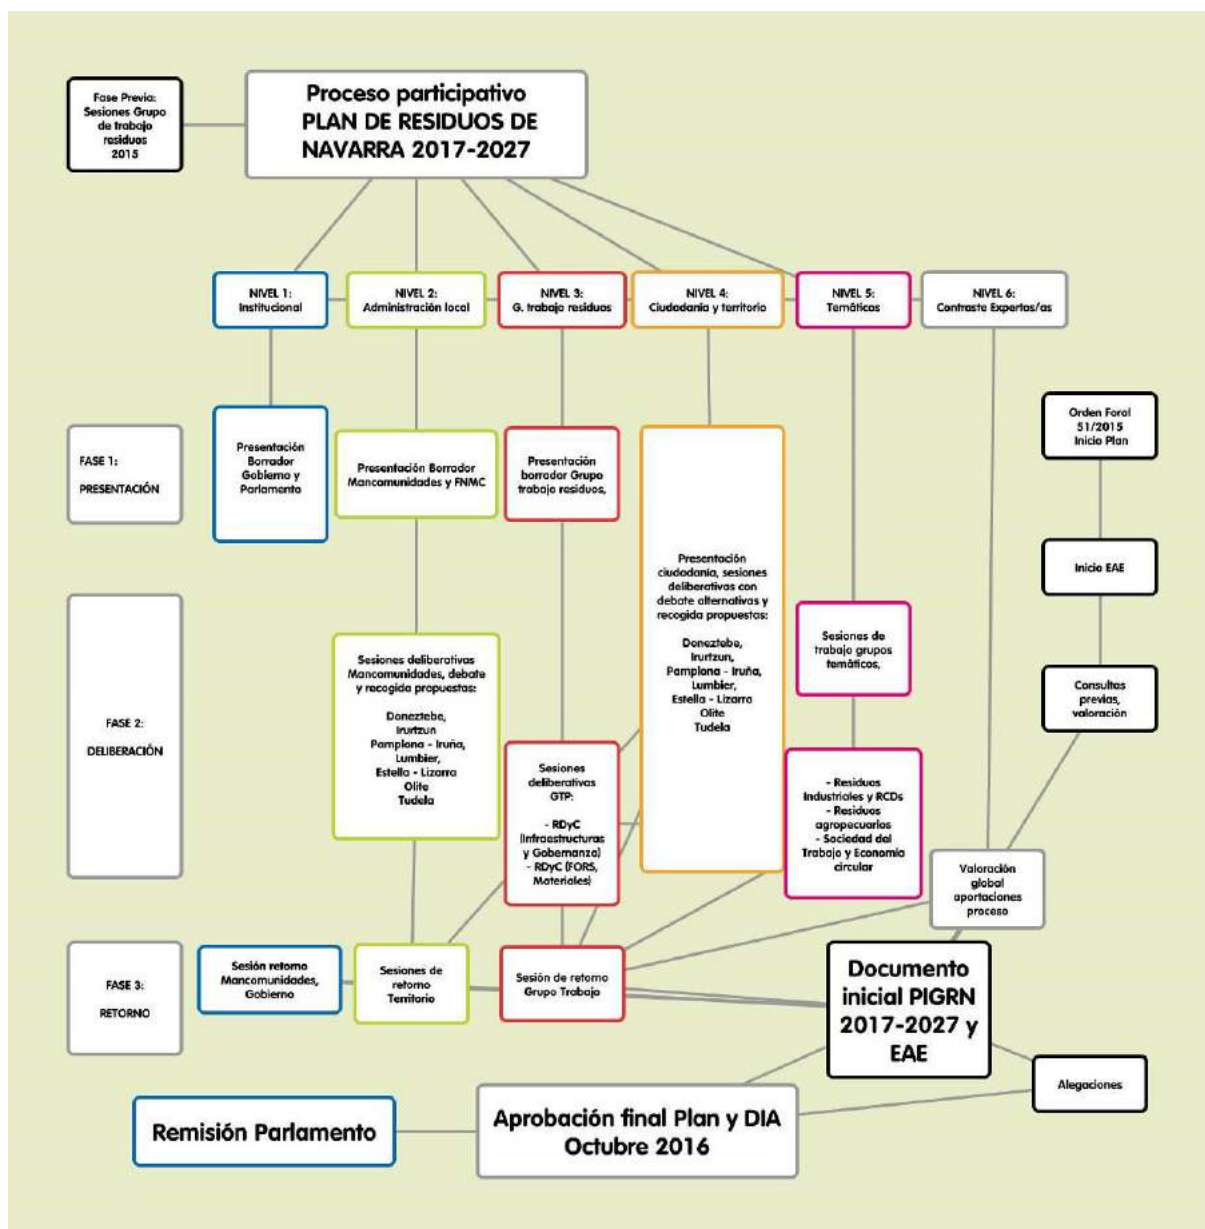 Fase Previa:
Sesiones Grupo
de trabajo
residuos
2015
Proceso participativo
PLAN DE RESIDUOS DE
NAVARRA 2017-2027
NIVEL 1:
Institucional
NIVEL 2:
Administración local
NIVEL 3:
G. trabajo residuos
NIVEL 4:
Ciudadanía y territorio
NIVEL 5:
Temáticos
NIVEL 6:
Contraste Expertos/as
FASE 1:
PRESENTACIÓN
Presentación
Borrador
Gobierno y
Parlamento
Presentación Borrador
Mancomunidades y FNMC
Presentación
borrador Grupo
trabajo residuos,
Presentación
ciudadanía, sesiones
deliberativas con
debate alternativas y
recogida propuestas:
Doneztebe,
Irurtzun,
Pamplona - Iruña,
Lumbier,
Estella - Lizarra
Olite
Tudela
Orden Foral
51/2015
Inicio Plan
Inicio EAE
Consultas
previas,
valoración
FASE 2:
DELIBERACIÓN
Sesiones deliberativas
Mancomunidades, debate
y recogida propuestas:
Doneztebe,
Irurtzun
Pamplona - Iruña,
Lumbier,
Estella - Lizarra
Olite
Tudela
Sesiones
deliberativas
GTP:
- RDyC
(Infraestructuras
y Gobernanza)
- RDyC (FORS,
Materiales)
Sesiones de
trabajo grupos
temáticos,
- Residuos
Industriales y RCDs
- Residuos
agropecuarios
- Sociedad del
Trabajo y Economía
circular
Valoración
global
aportaciones
proceso
FASE 3:
RETORNO
Sesión retorno
Mancomunidades,
Gobierno
Sesiones de
retorno
Territorio
Sesión de retorno
Grupo Trabajo
Documento
inicial PIGRN
2017-2027 y
EAE
Alegaciones
Remisión Parlamento
Aprobación final Plan y DIA
Octubre 2016